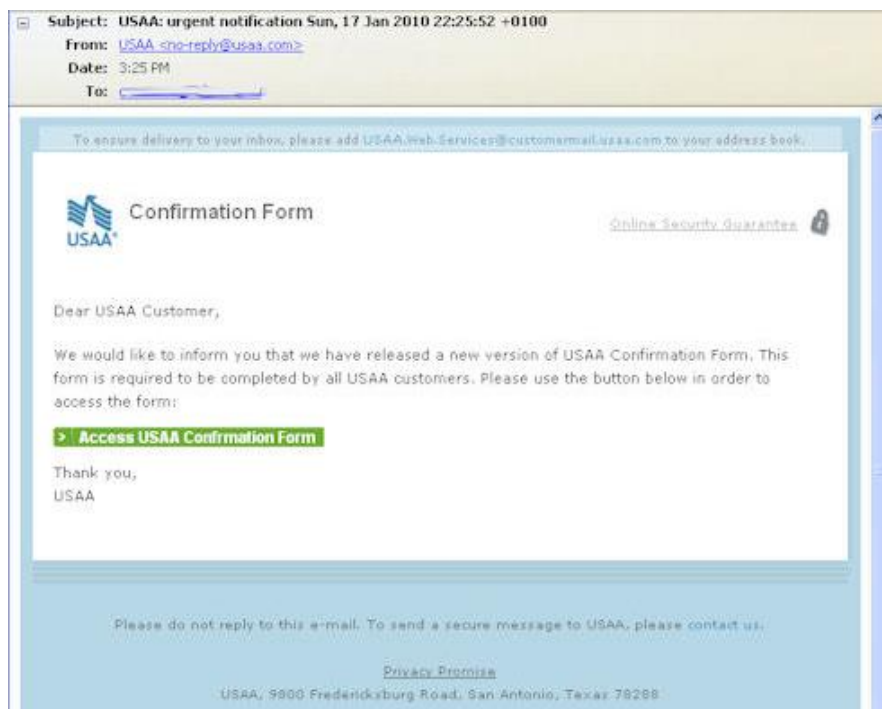 Subject: USAA: urgent notification Sun, 17 Jan 2010 22:25:52 +0100
From: USAA <no-reply@usaa.com>
Date: 3:25 PM
To:
To ensure delivery to your inbox, please add USAA.Web.Services@customermail.usaa.com to your address book.
USAA®
Confirmation Form
Online Security Guarantee
Dear USAA Customer,
We would like to inform you that we have released a new version of USAA Confirmation Form. This
form is required to be completed by all USAA customers. Please use the button below in order to
access the form:
> Access USAA Confirmation Form
Thank you,
USAA
Please do not reply to this e-mail. To send a secure message to USAA, please contact us.
Privacy Promise
USAA, 9800 Fredericksburg Road, San Antonio, Texas 78288